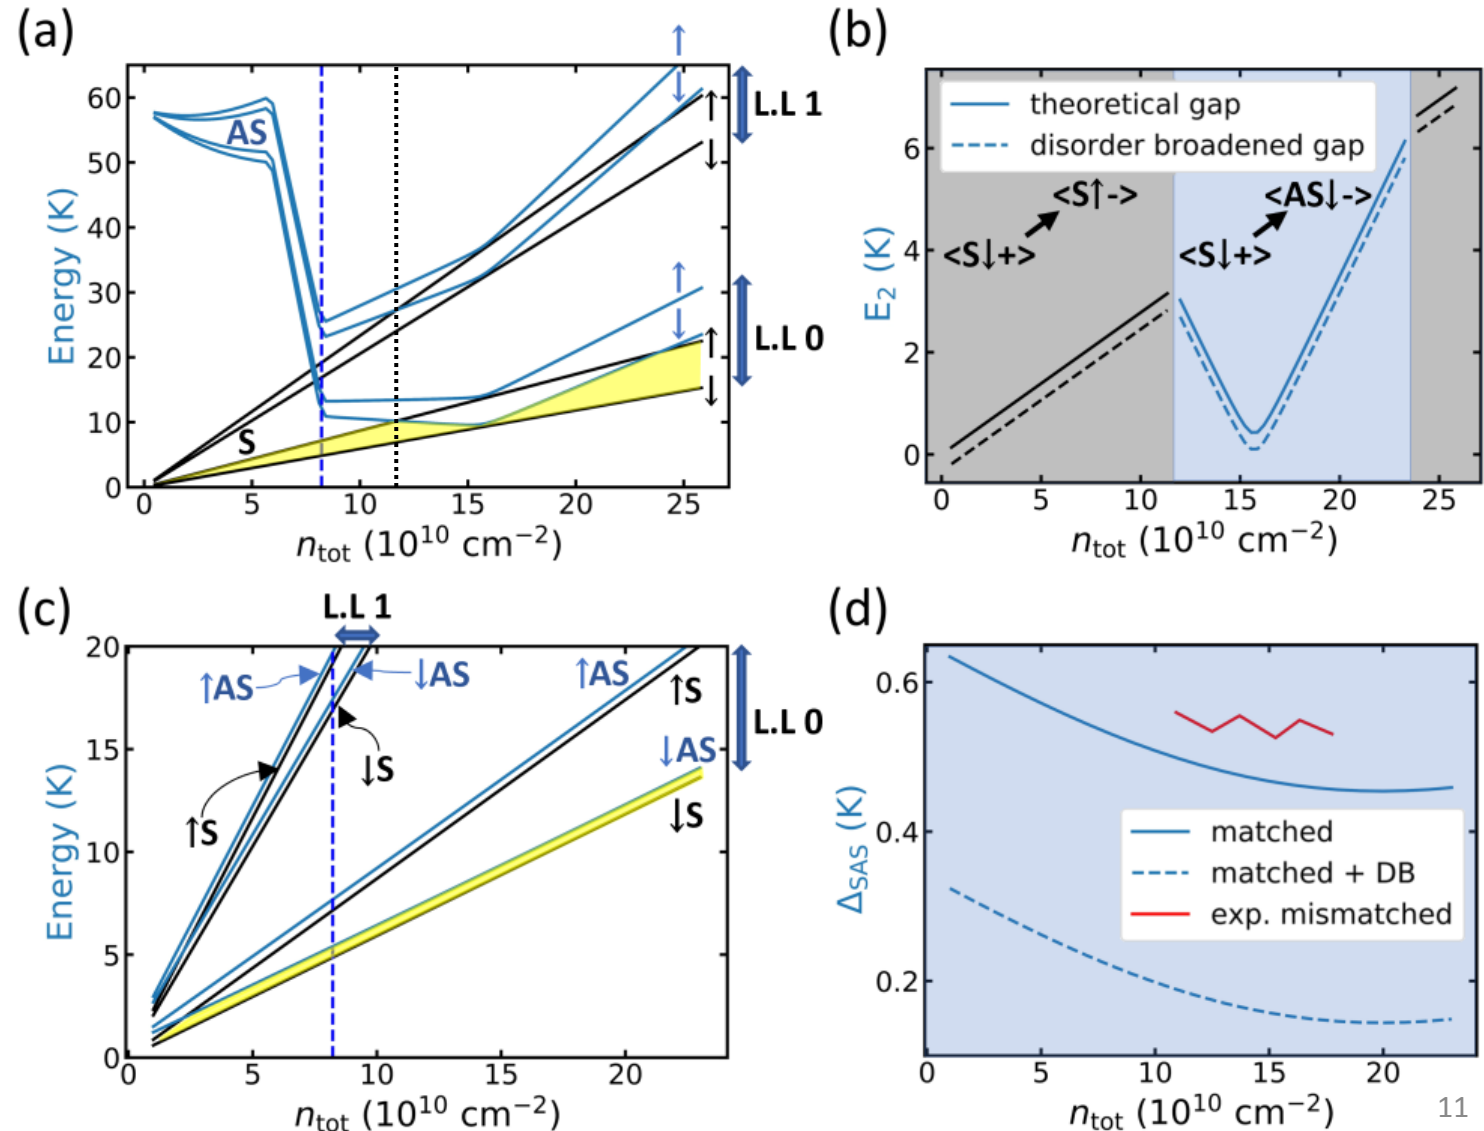 (a)
60
50
40
30
20
10
0
Energy (K)
AS
S
↑
↓
↑
↓
L.L 1
↑
↓
↑
↓
L.L 0
0 5 10 15 20 25
n_tot (10^10 cm^−2)
(b)
theoretical gap
disorder broadened gap
<S↑->
<S↓+>
<AS↓->
<S↓+>
6
4
2
0
E_2 (K)
0 5 10 15 20 25
n_tot (10^10 cm^−2)
(c)
L.L 1
20
15
10
5
0
Energy (K)
↑AS
↓AS
↑AS
↑S
L.L 0
↓S
↓AS
↑S
↓S
0 5 10 15 20
n_tot (10^10 cm^−2)
(d)
0.6
0.4
0.2
Δ_SAS (K)
matched
matched + DB
exp. mismatched
0 5 10 15 20
n_tot (10^10 cm^−2)
11